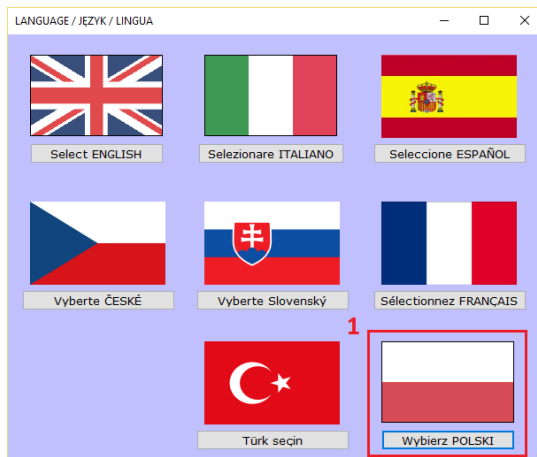 LANGUAGE / JĘZYK / LINGUA
Select ENGLISH
Selezionare ITALIANO
Seleccione ESPAÑOL
Vyberte ČESKÉ
Vyberte Slovenský
Sélectionnez FRANÇAIS
1
Türk seçin
Wybierz POLSKI